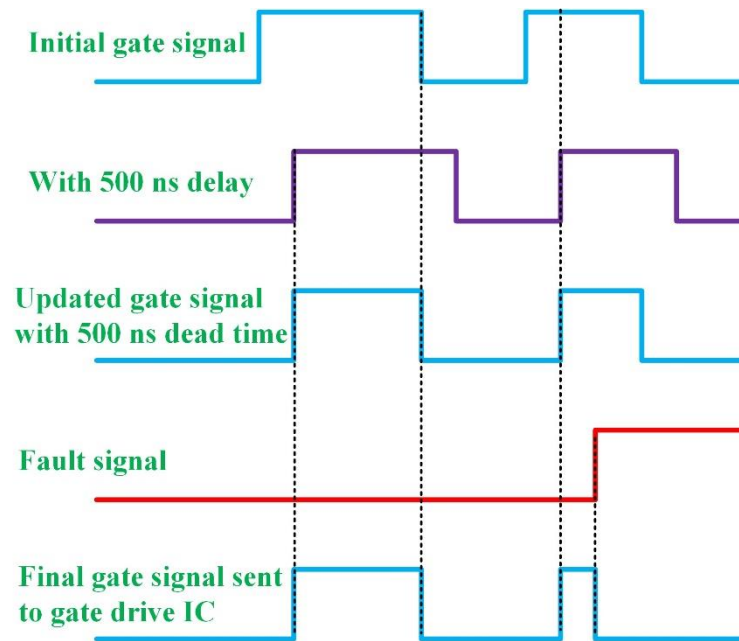 Initial gate signal
With 500 ns delay
Updated gate signal
with 500 ns dead time
Fault signal
Final gate signal sent
to gate drive IC